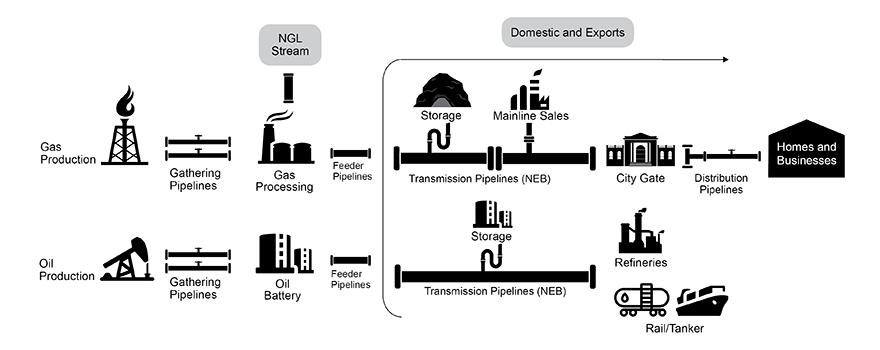 NGL
Stream
Domestic and Exports
Gas
Production
Gathering
Pipelines
Gas
Processing
Feeder
Pipelines
Storage
Mainline Sales
Transmission Pipelines (NEB)
City Gate
Distribution
Pipelines
Homes and
Businesses
Oil
Production
Gathering
Pipelines
Oil
Battery
Feeder
Pipelines
Storage
Transmission Pipelines (NEB)
Refineries
Rail/Tanker